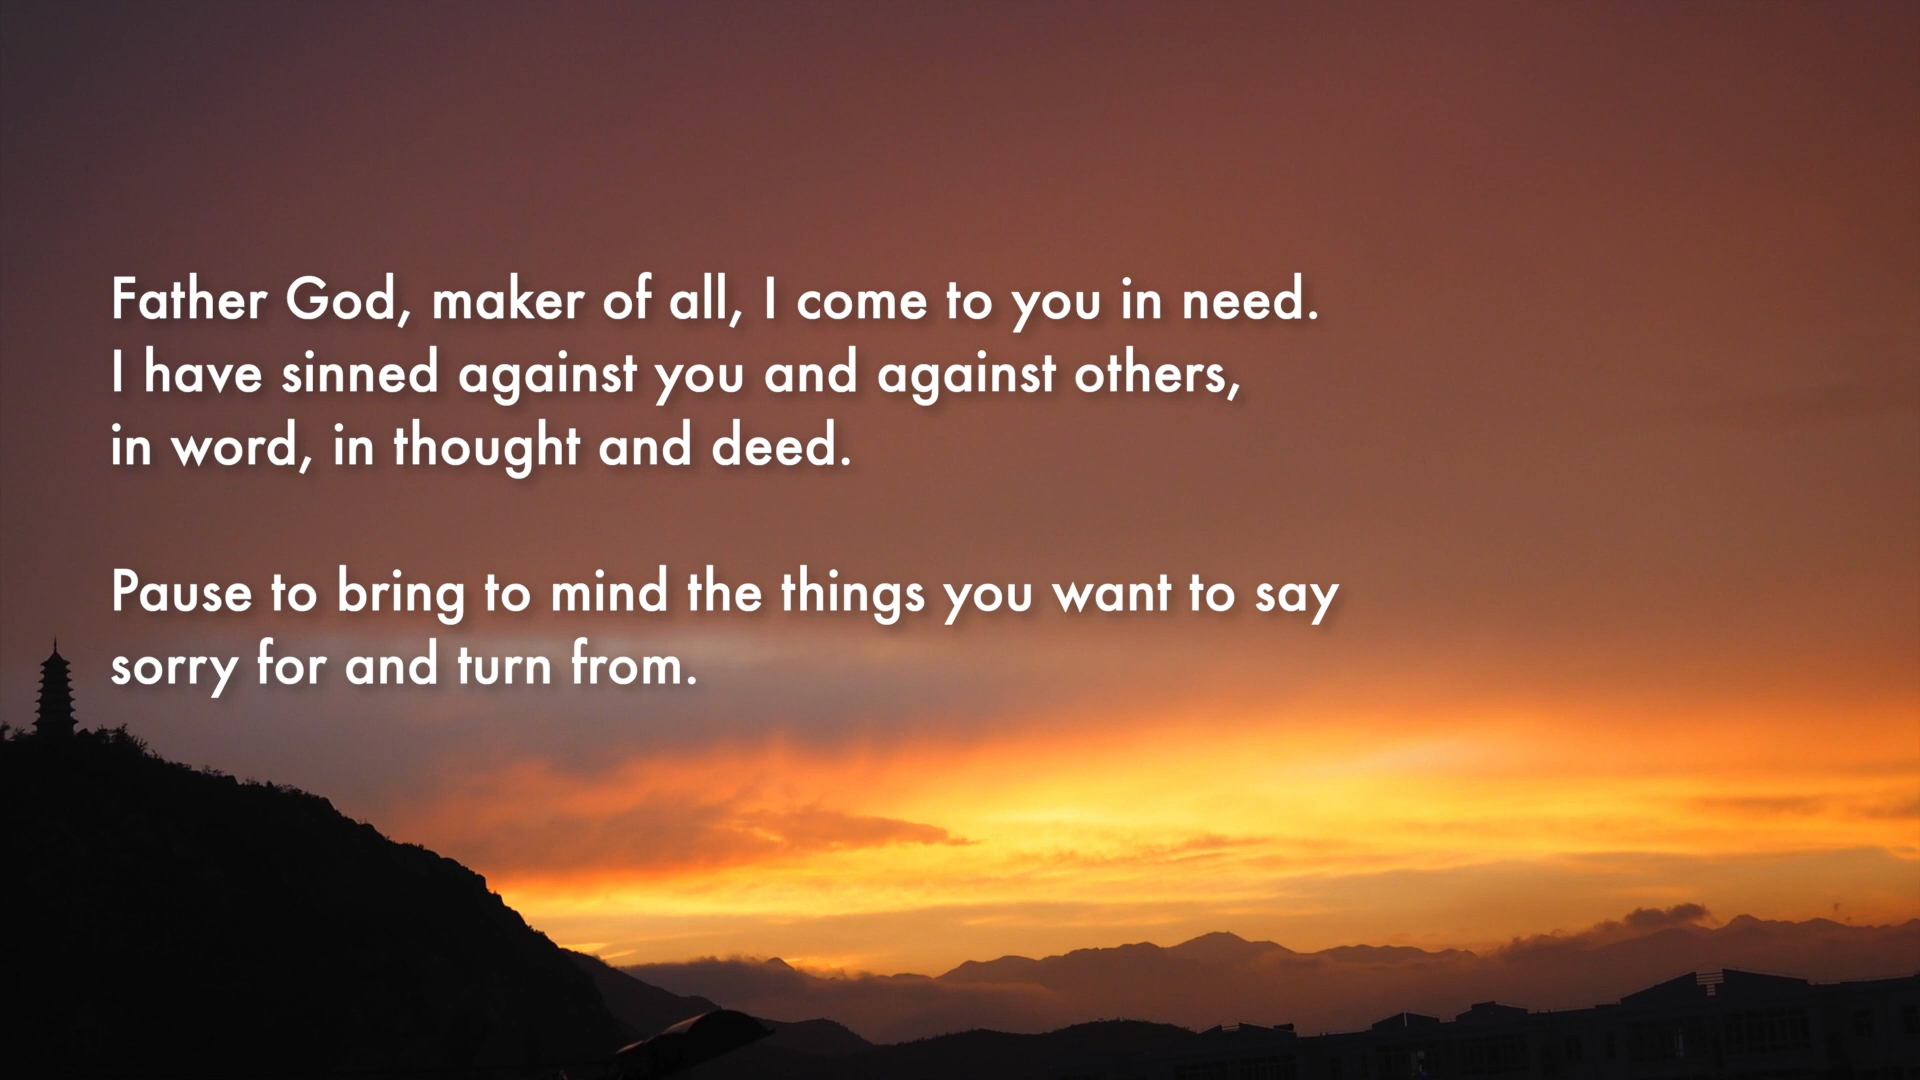 Father God, maker of all, I come to you in need.
I have sinned against you and against others,
in word, in thought and deed.
Pause to bring to mind the things you want to say
sorry for and turn from.